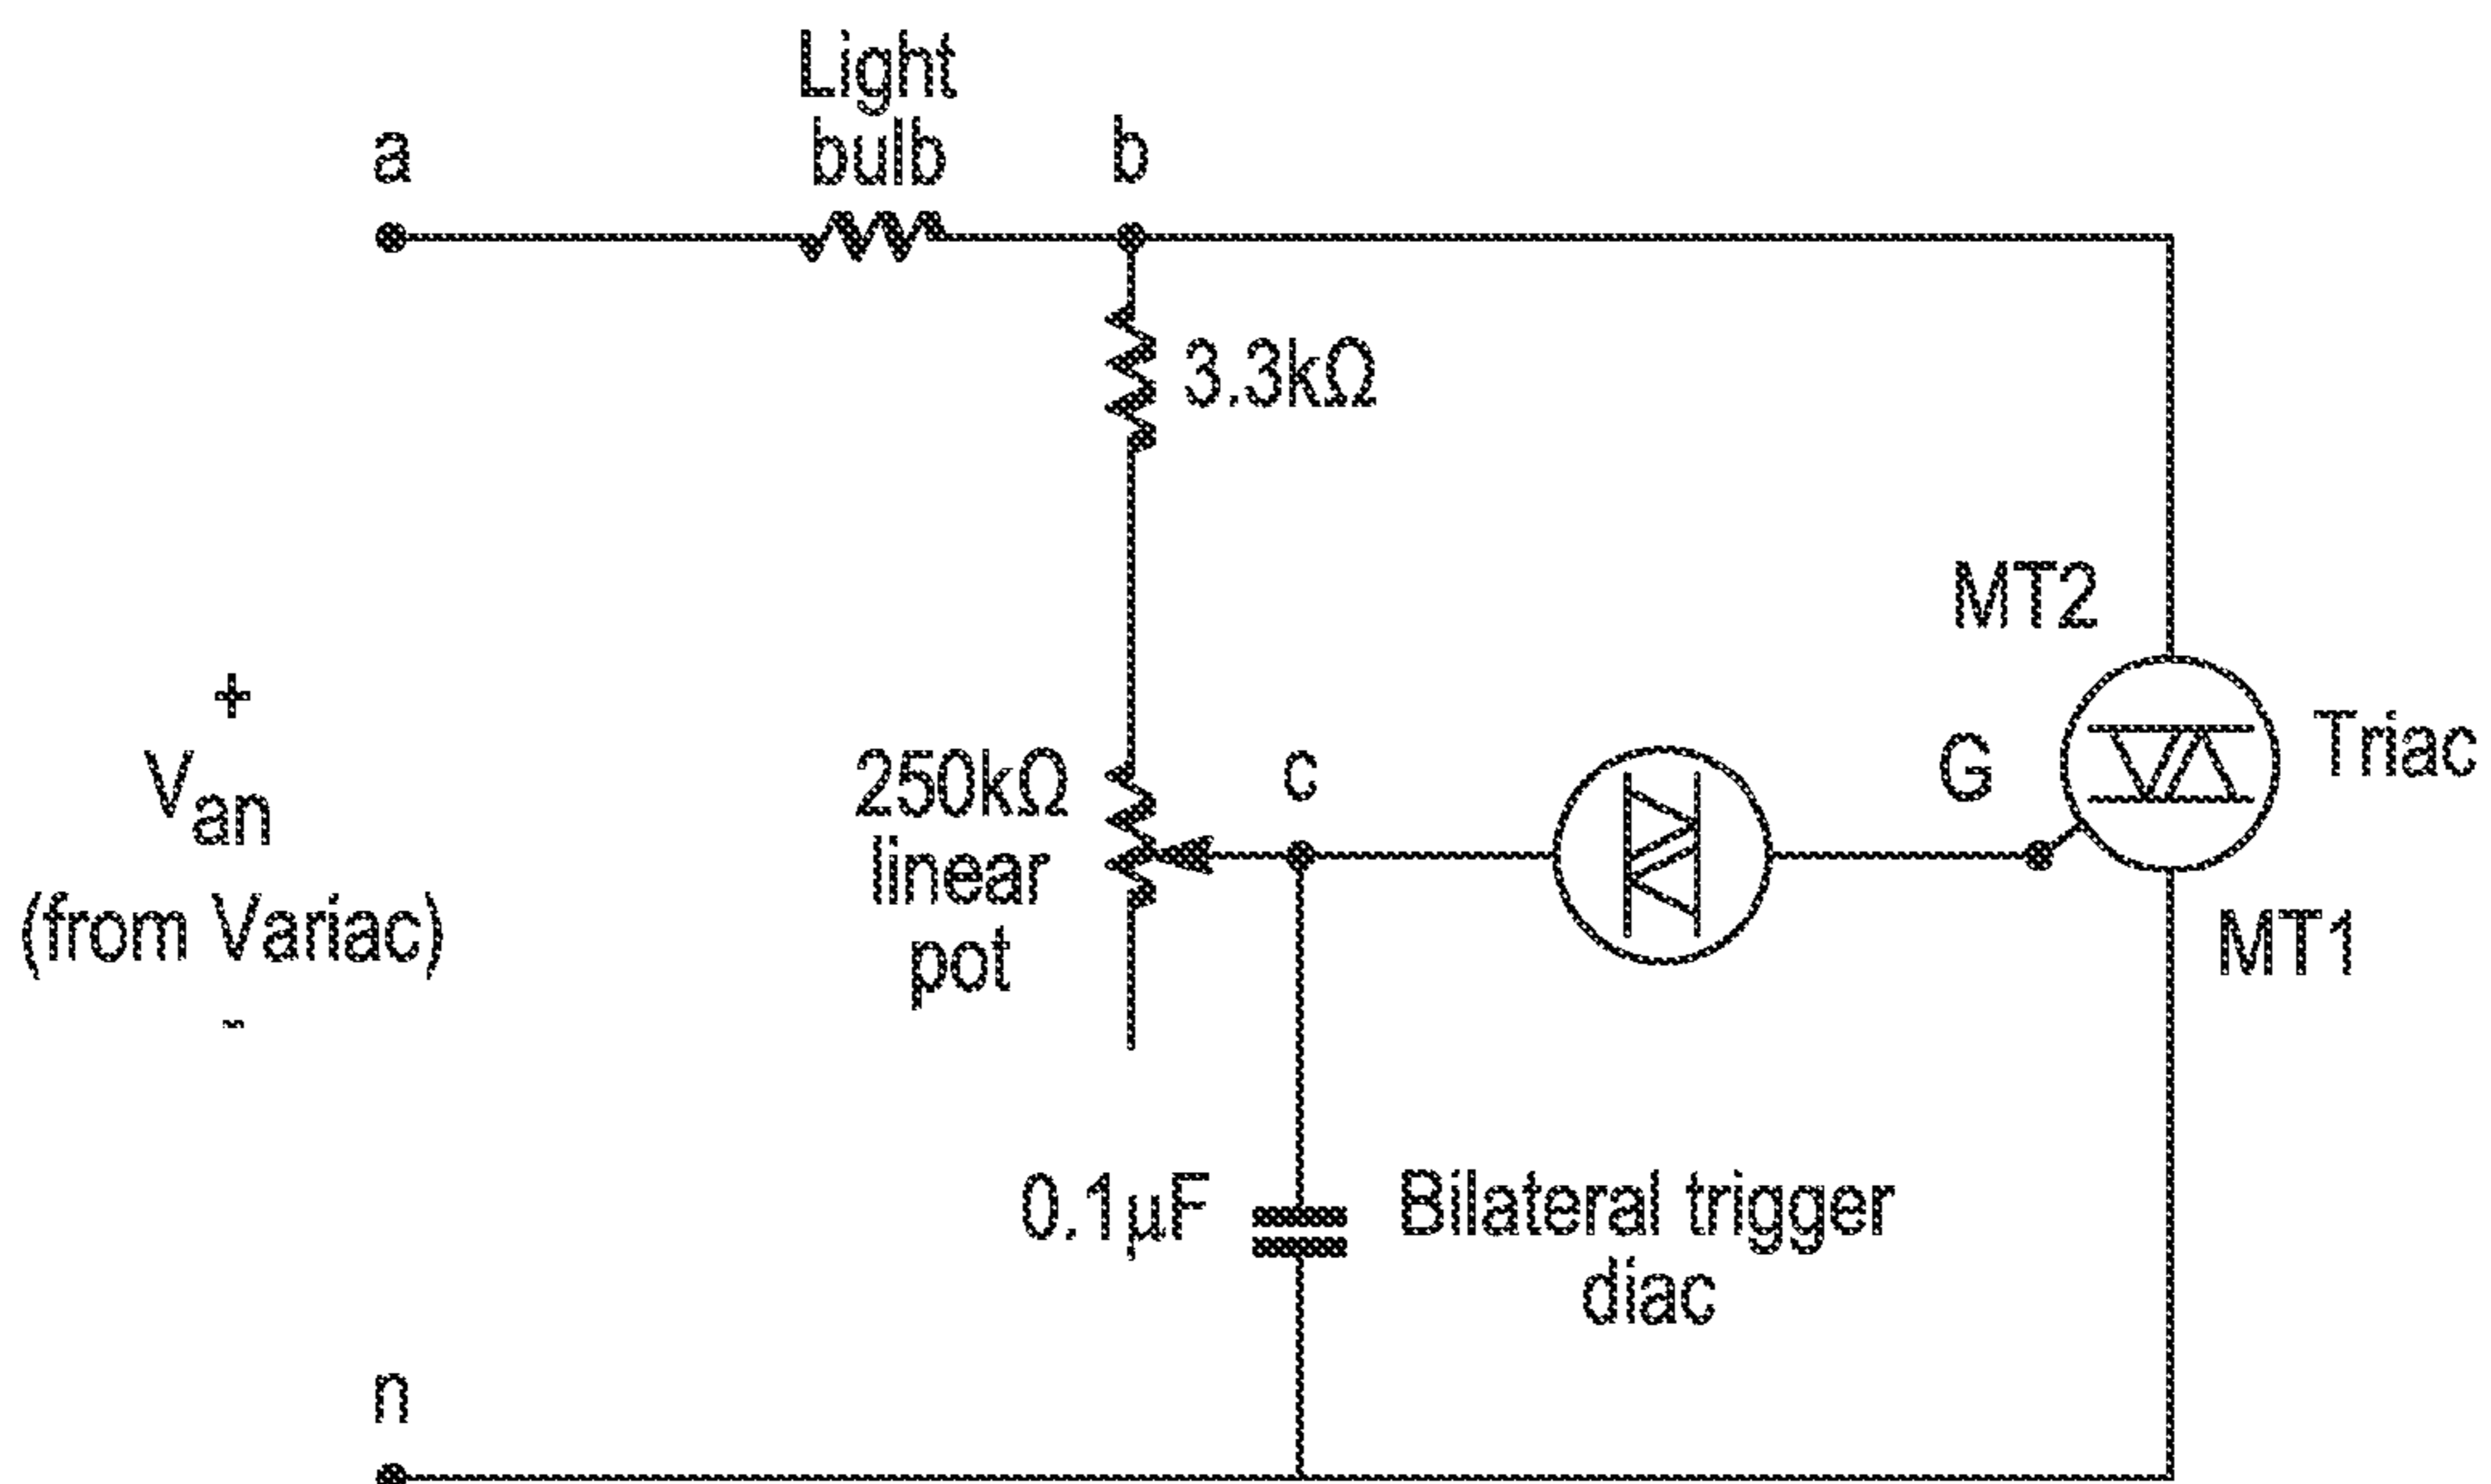 Light
bulb
a
b
3.3kΩ
MT2
+
Van
(from Variac)
-
250kΩ
linear
pot
c
G
Triac
MT1
0.1µF
Bilateral trigger
diac
n